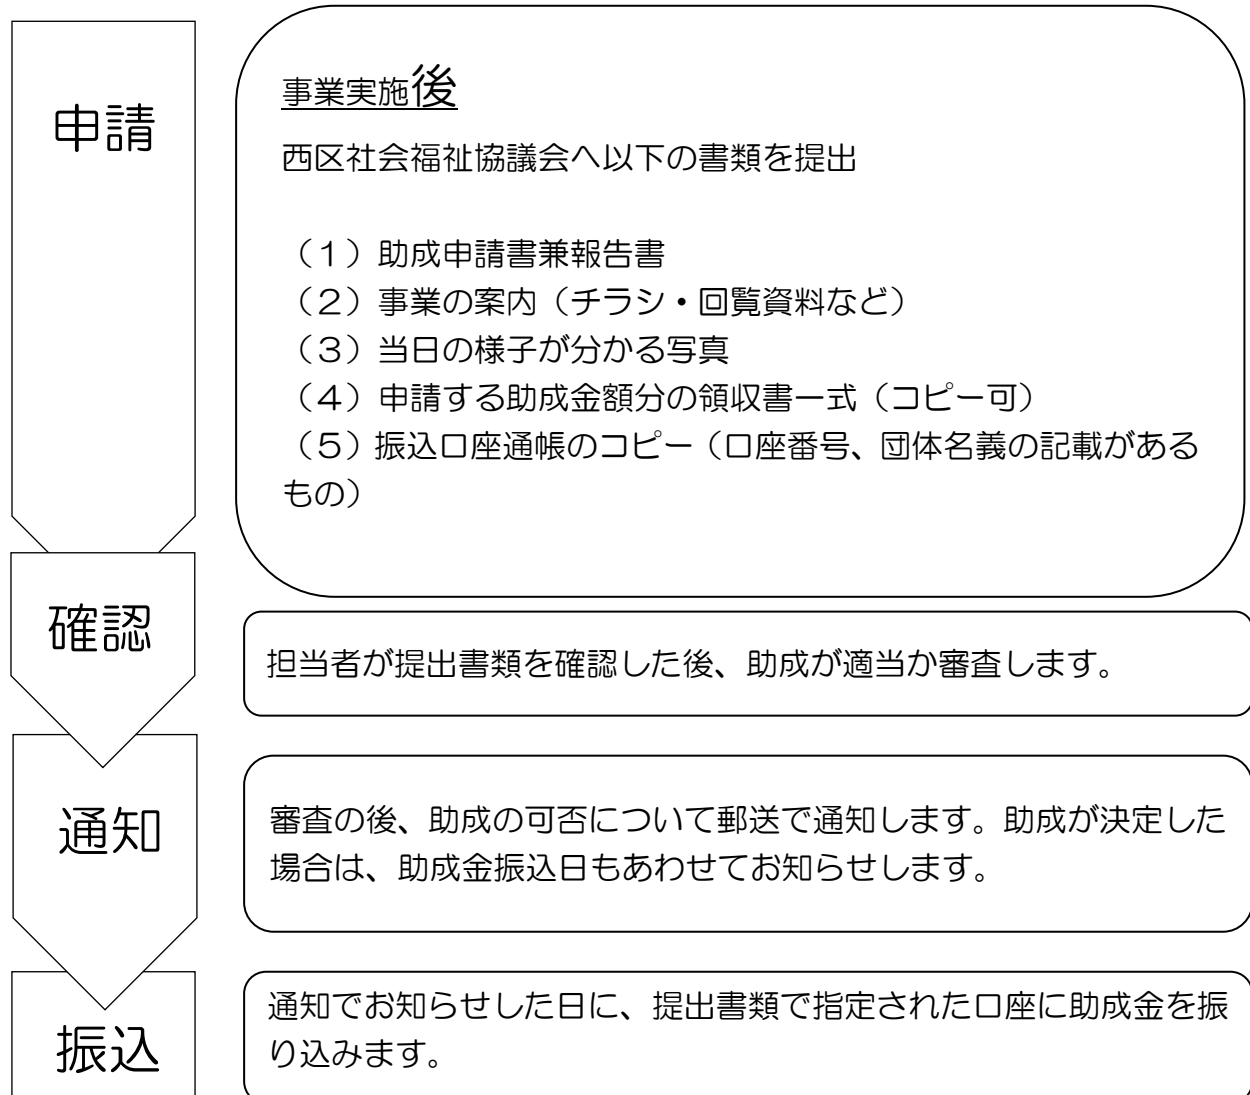 申請
事業実施後
西区社会福祉協議会へ以下の書類を提出
（１）助成申請書兼報告書
（２）事業の案内（チラシ・回覧資料など）
（３）当日の様子が分かる写真
（４）申請する助成金額分の領収書一式（コピー可）
（５）振込口座通帳のコピー（口座番号、団体名義の記載がある
もの）
確認
担当者が提出書類を確認した後、助成が適当か審査します。
通知
審査の後、助成の可否について郵送で通知します。助成が決定した
場合は、助成金振込日もあわせてお知らせします。
振込
通知でお知らせした日に、提出書類で指定された口座に助成金を振
り込みます。